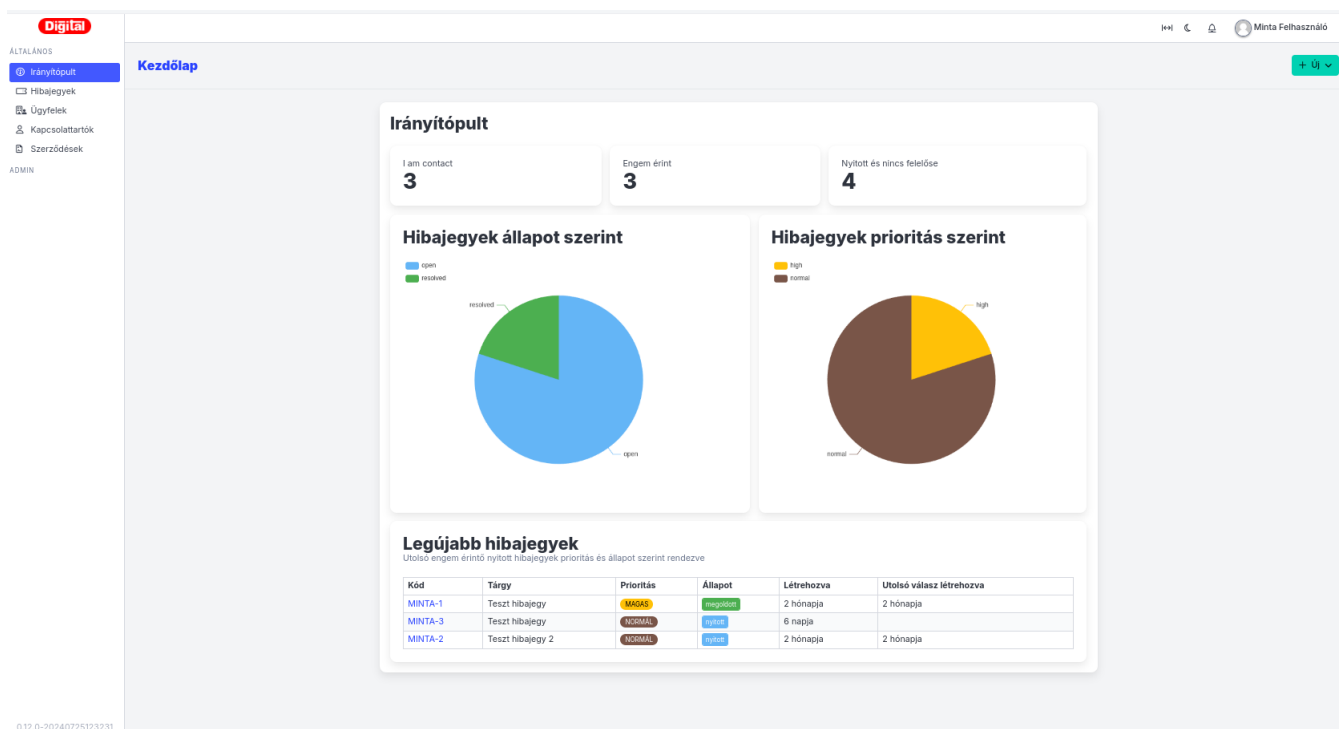 Digital
Minta Felhasználó
ÁLTALÁNOS
Irányítópult
Hibajegyek
Ügyfelek
Kapcsolattartók
Szerződések
ADMIN
Kezdőlap
+ Új
Irányítópult
I am contact
3
Engem érint
3
Nyitott és nincs felelőse
4
Hibajegyek állapot szerint
open
resolved
resolved
open
Hibajegyek prioritás szerint
high
normal
high
normal
Legújabb hibajegyek
Utolsó engem érintő nyitott hibajegyek prioritás és állapot szerint rendezve
Kód Tárgy Prioritás Állapot Létrehozva Utolsó válasz létrehozva
MINTA-1 Teszt hibajegy MAGAS megoldott 2 hónapja 2 hónapja
MINTA-3 Teszt hibajegy NORMÁL nyitott 6 napja
MINTA-2 Teszt hibajegy 2 NORMÁL nyitott 2 hónapja 2 hónapja
0.12.0-20240725123231